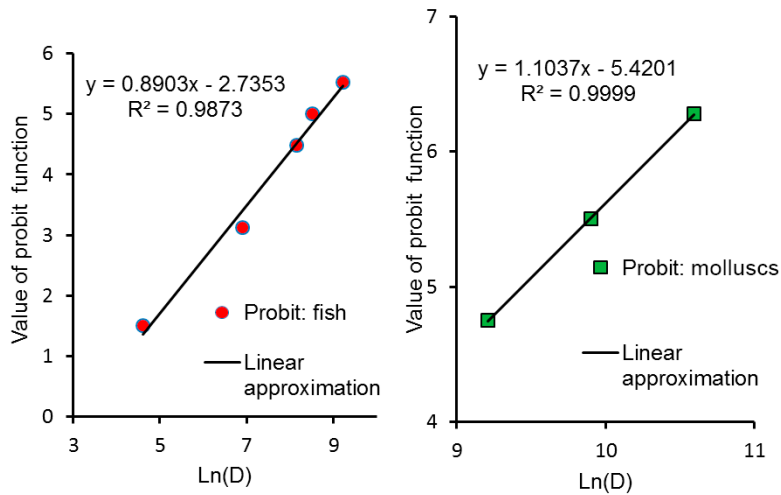 6
5
4
3
2
1
0
3
5
7
9
Value of probit function
Ln(D)
y = 0.8903x - 2.7353
R² = 0.9873
Probit: fish
Linear
approximation
7
6
5
4
9
10
11
Value of probit function
Ln(D)
y = 1.1037x - 5.4201
R² = 0.9999
Probit: molluscs
Linear
approximation